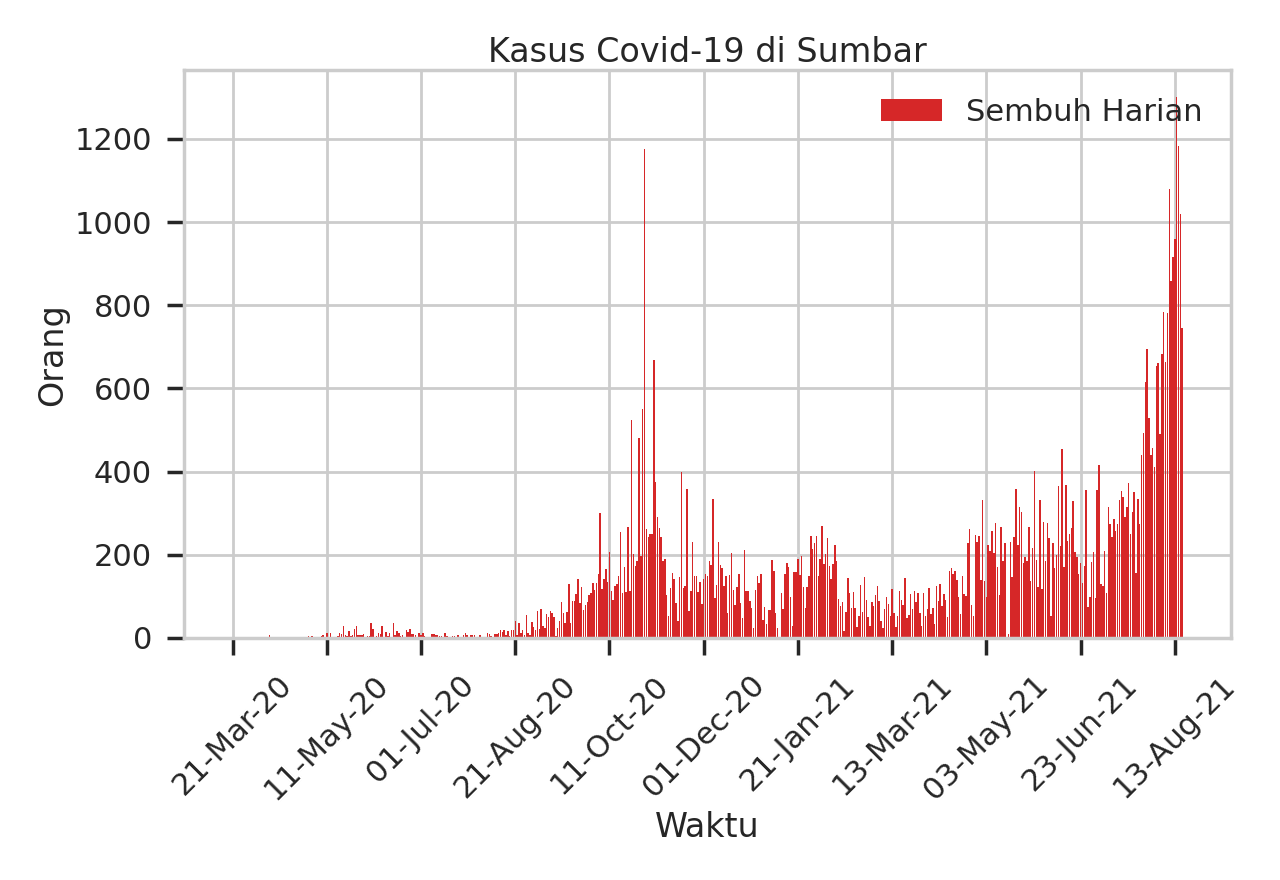 Kasus Covid-19 di Sumbar
Sembuh Harian
1200
1000
800
600
400
200
0
Orang
21-Mar-20
11-May-20
01-Jul-20
21-Aug-20
11-Oct-20
01-Dec-20
21-Jan-21
13-Mar-21
03-May-21
23-Jun-21
13-Aug-21
Waktu